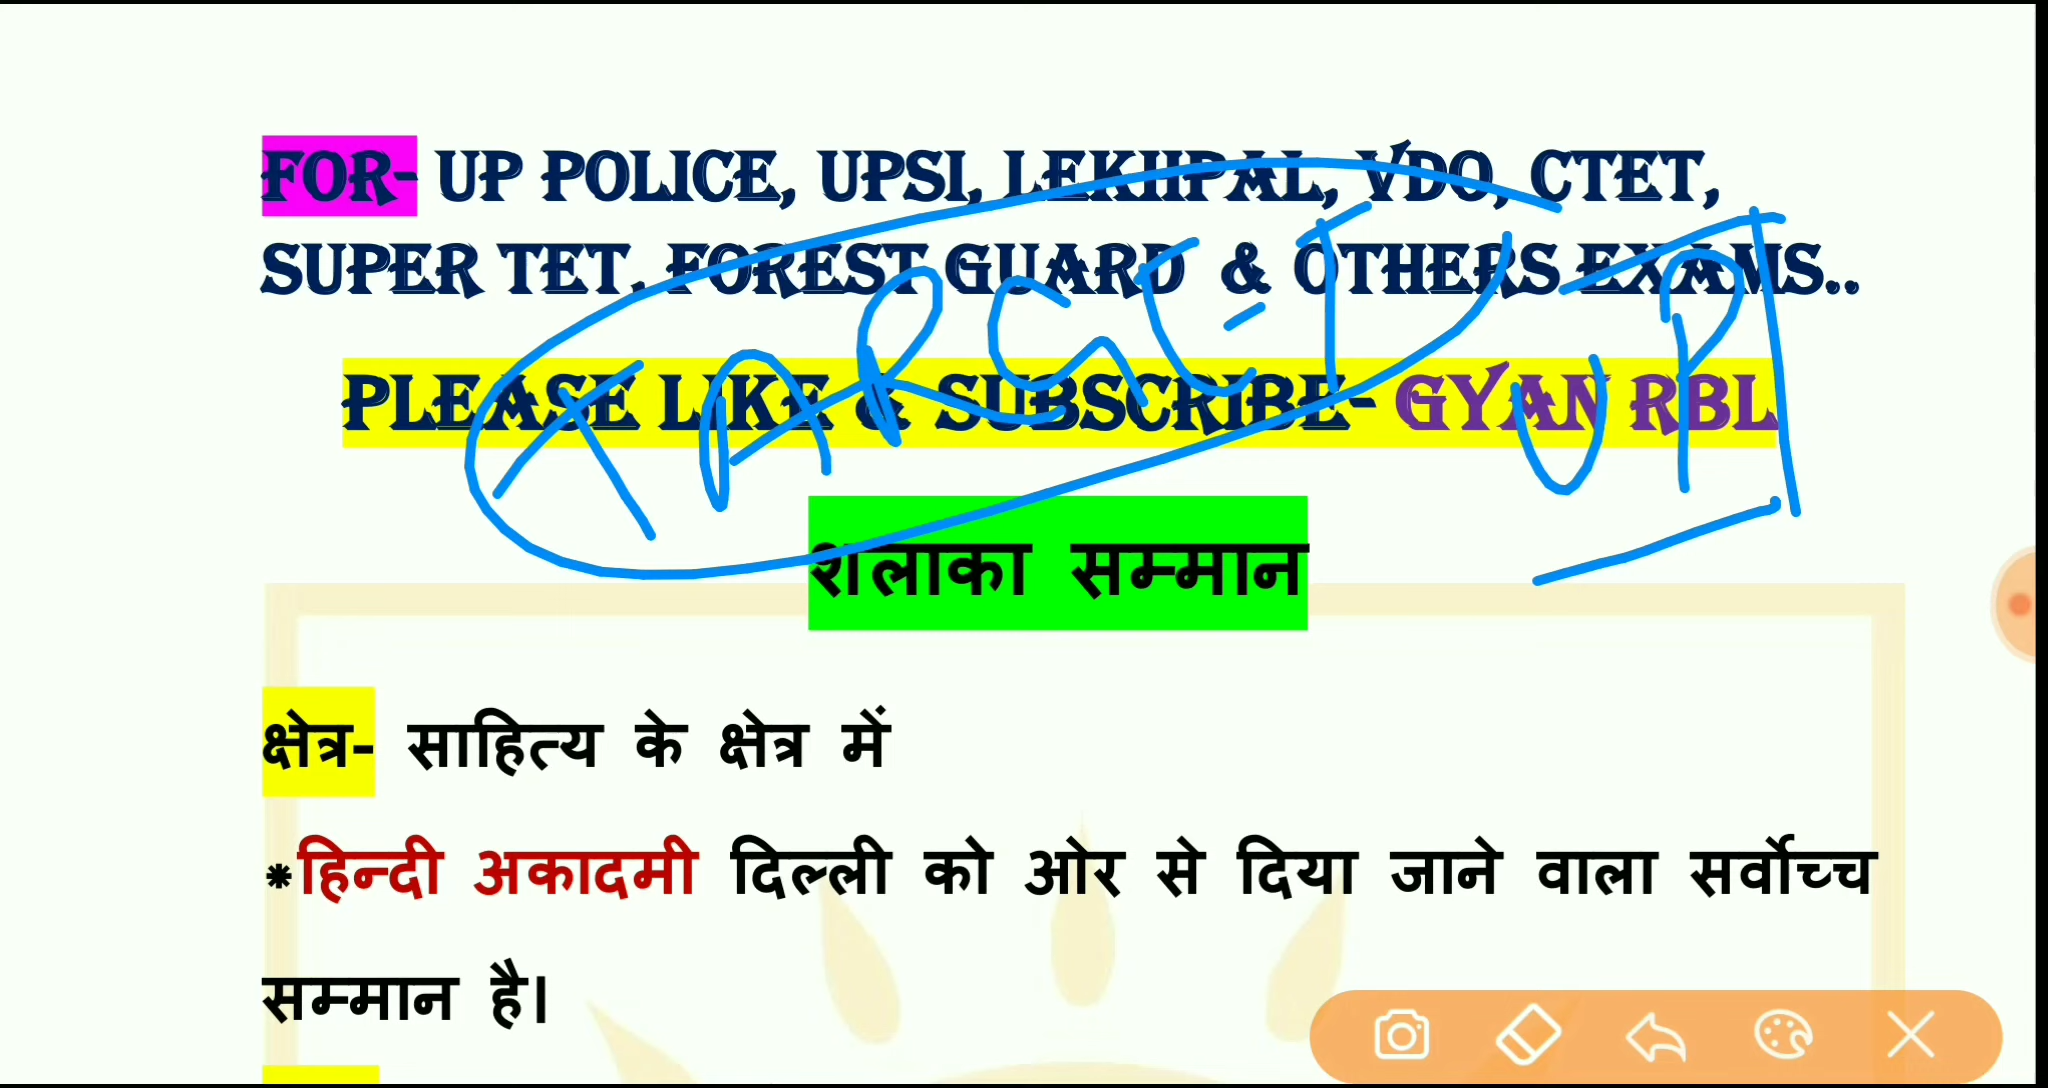 FOR- UP POLICE, UPSI, LEKHPAL, VDO, CTET,
SUPER TET, FOREST GUARD & OTHERS EXAMS..
TARGET UP
PLEASE LIKE & SUBSCRIBE- GYAN RBL
शलाका सम्मान
क्षेत्र- साहित्य के क्षेत्र में
*हिन्दी अकादमी दिल्ली को ओर से दिया जाने वाला सर्वोच्च
सम्मान है।